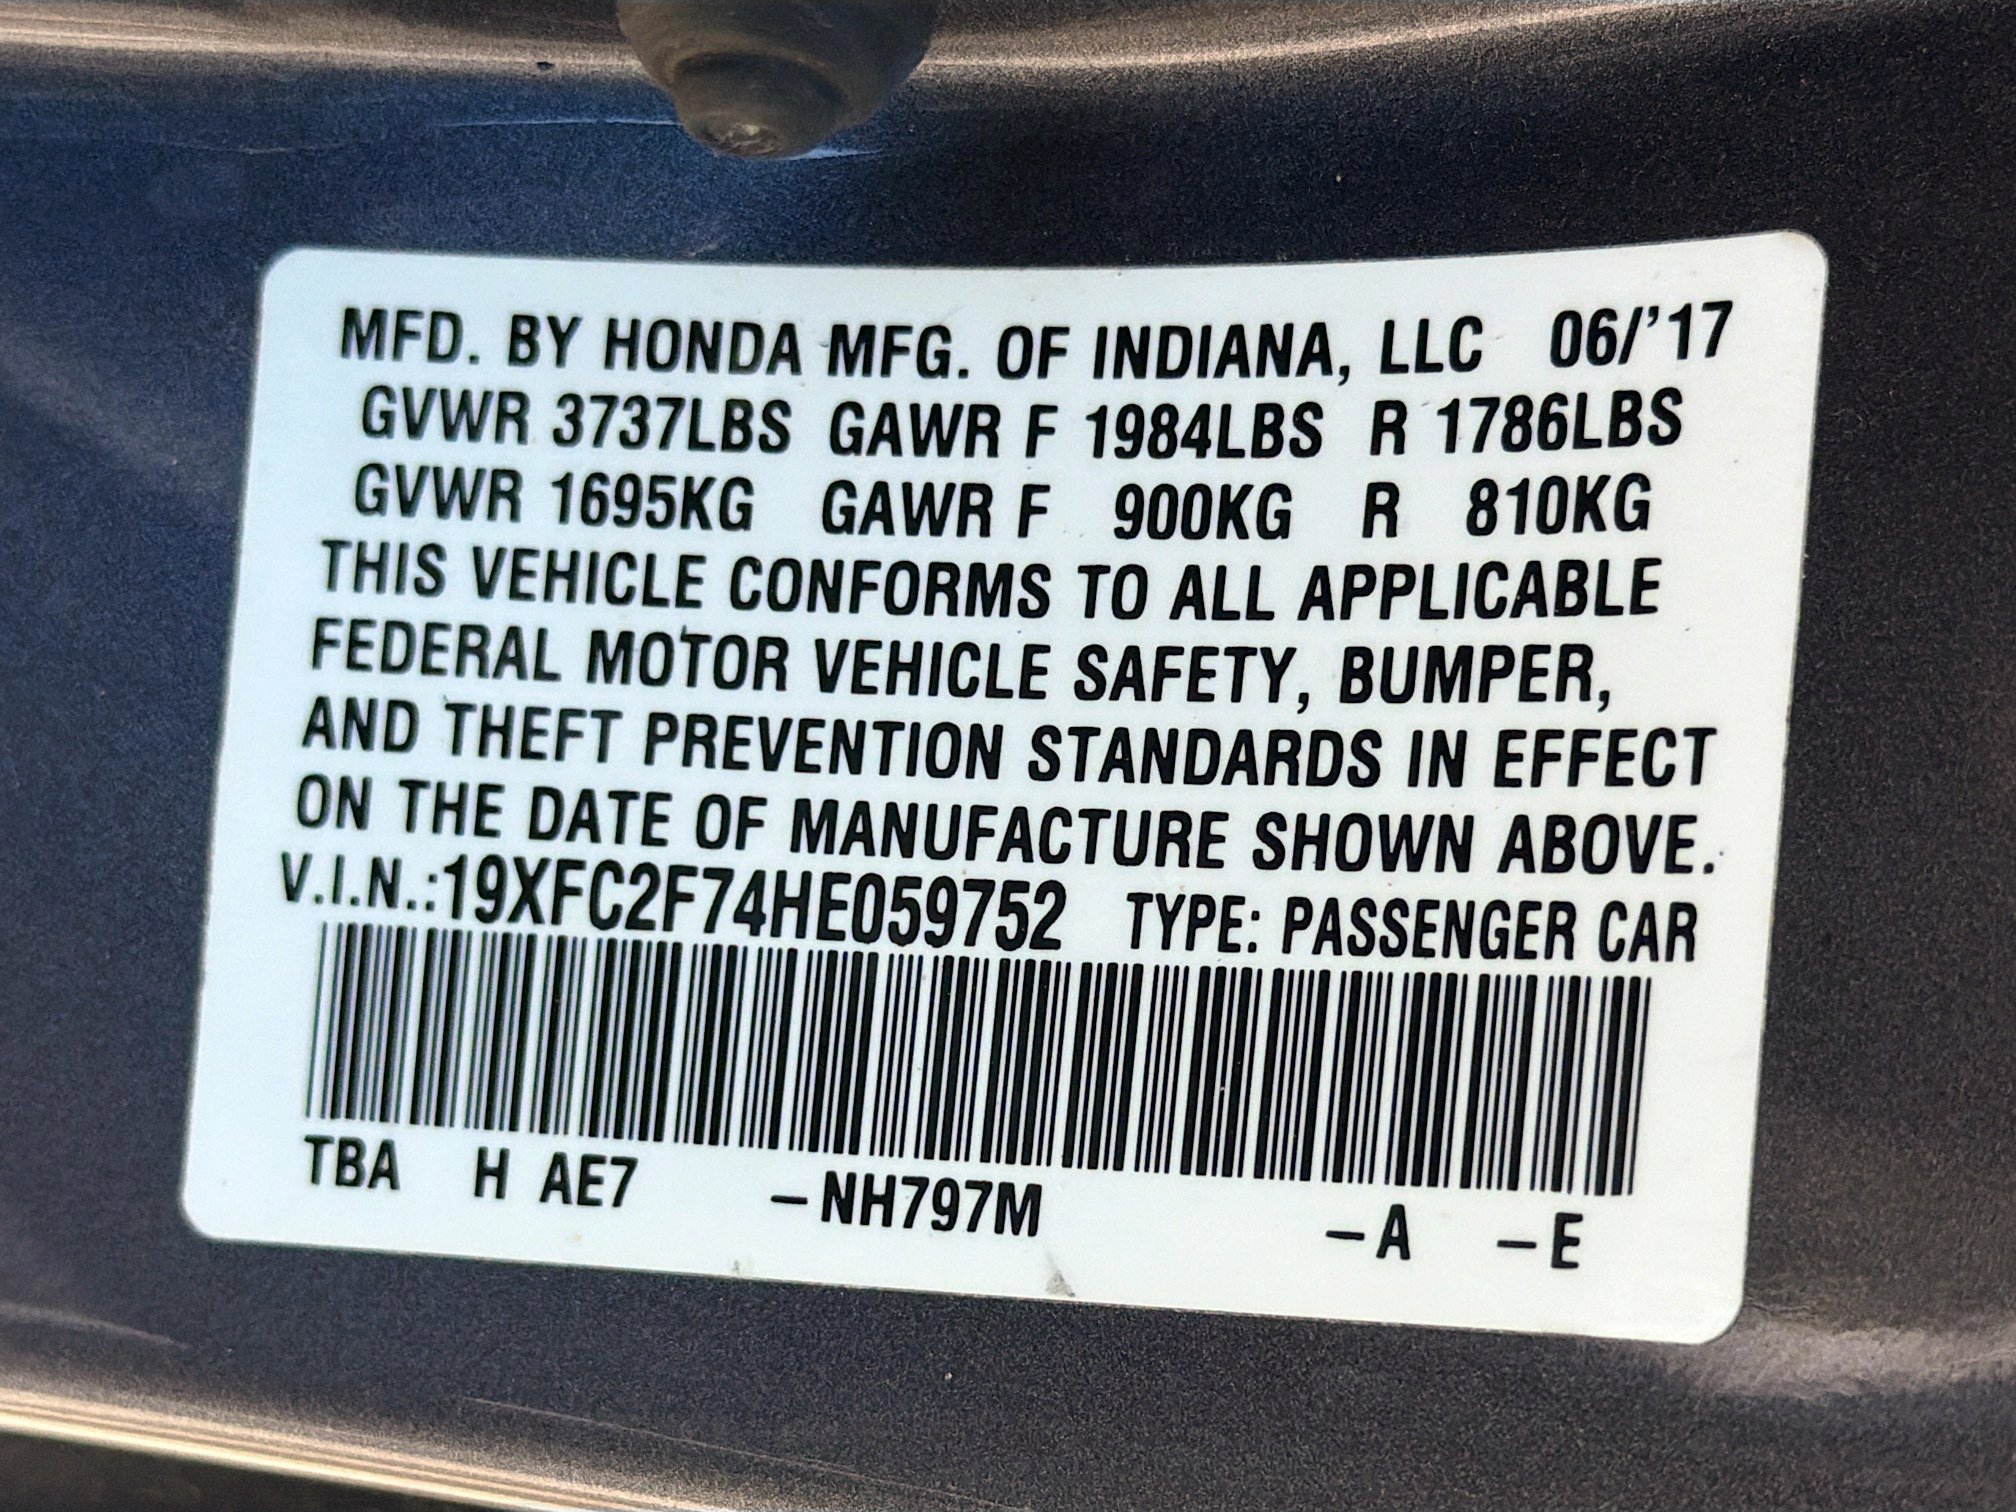 MFD. BY HONDA MFG. OF INDIANA, LLC 06/'17
GVWR 3737LBS GAWR F 1984LBS R 1786LBS
GVWR 1695KG GAWR F 900KG R 810KG
THIS VEHICLE CONFORMS TO ALL APPLICABLE
FEDERAL MOTOR VEHICLE SAFETY, BUMPER,
AND THEFT PREVENTION STANDARDS IN EFFECT
ON THE DATE OF MANUFACTURE SHOWN ABOVE.
V.I.N.:19XFC2F74HE059752 TYPE: PASSENGER CAR
TBA H AE7 –NH797M –A –E